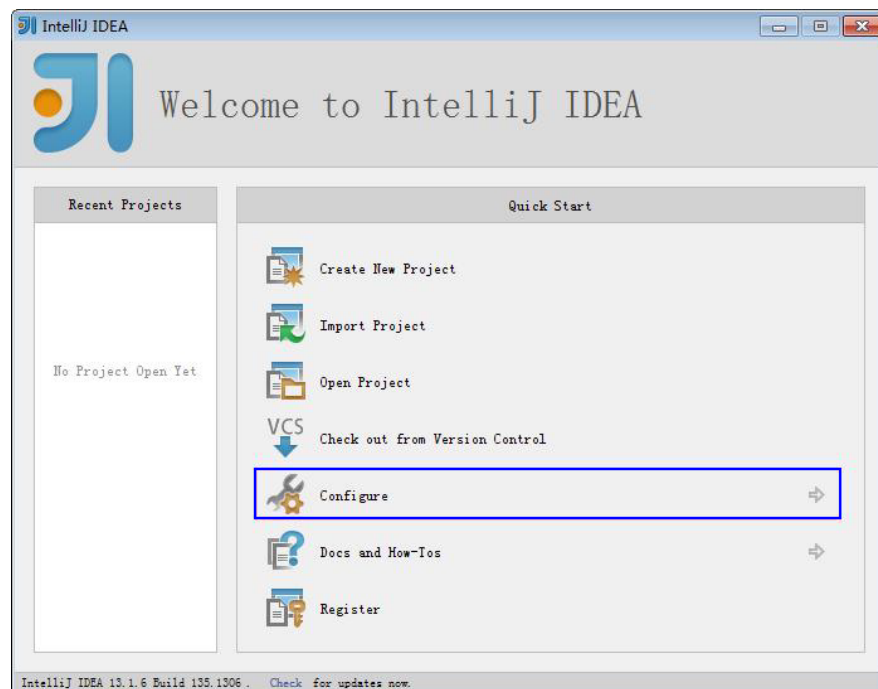 IntelliJ IDEA
Welcome to IntelliJ IDEA
Recent Projects
No Project Open Yet
Quick Start
Create New Project
Import Project
Open Project
VCS
Check out from Version Control
Configure
Docs and How-Tos
Register
IntelliJ IDEA 13.1.6 Build 135.1306 . Check for updates now.